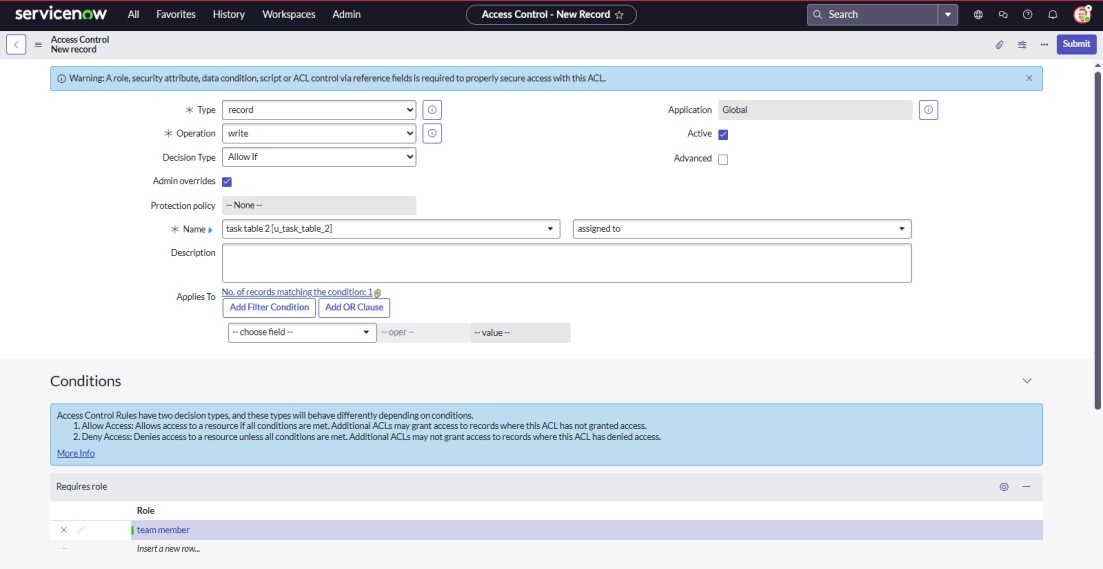 servicenow All Favorites History Workspaces Admin Access Control - New Record Search
Access Control
New record
Submit
Warning: A role, security attribute, data condition, script or ACL control via reference fields is required to properly secure access with this ACL.
Type record Application Global
Operation write Active
Decision Type Allow If Advanced
Admin overrides
Protection policy -- None --
Name task table 2 [u_task_table_2] assigned to
Description
Applies To No. of records matching the condition: 1
Add Filter Condition Add OR Clause
-- choose field -- -- oper -- -- value --
Conditions
Access Control Rules have two decision types, and these types will behave differently depending on conditions.
1. Allow Access: Allows access to a resource if all conditions are met. Additional ACLs may grant access to records where this ACL has not granted access.
2. Deny Access: Denies access to a resource unless all conditions are met. Additional ACLs may not grant access to records where this ACL has denied access.
More Info
Requires role
Role
team member
Insert a new row...